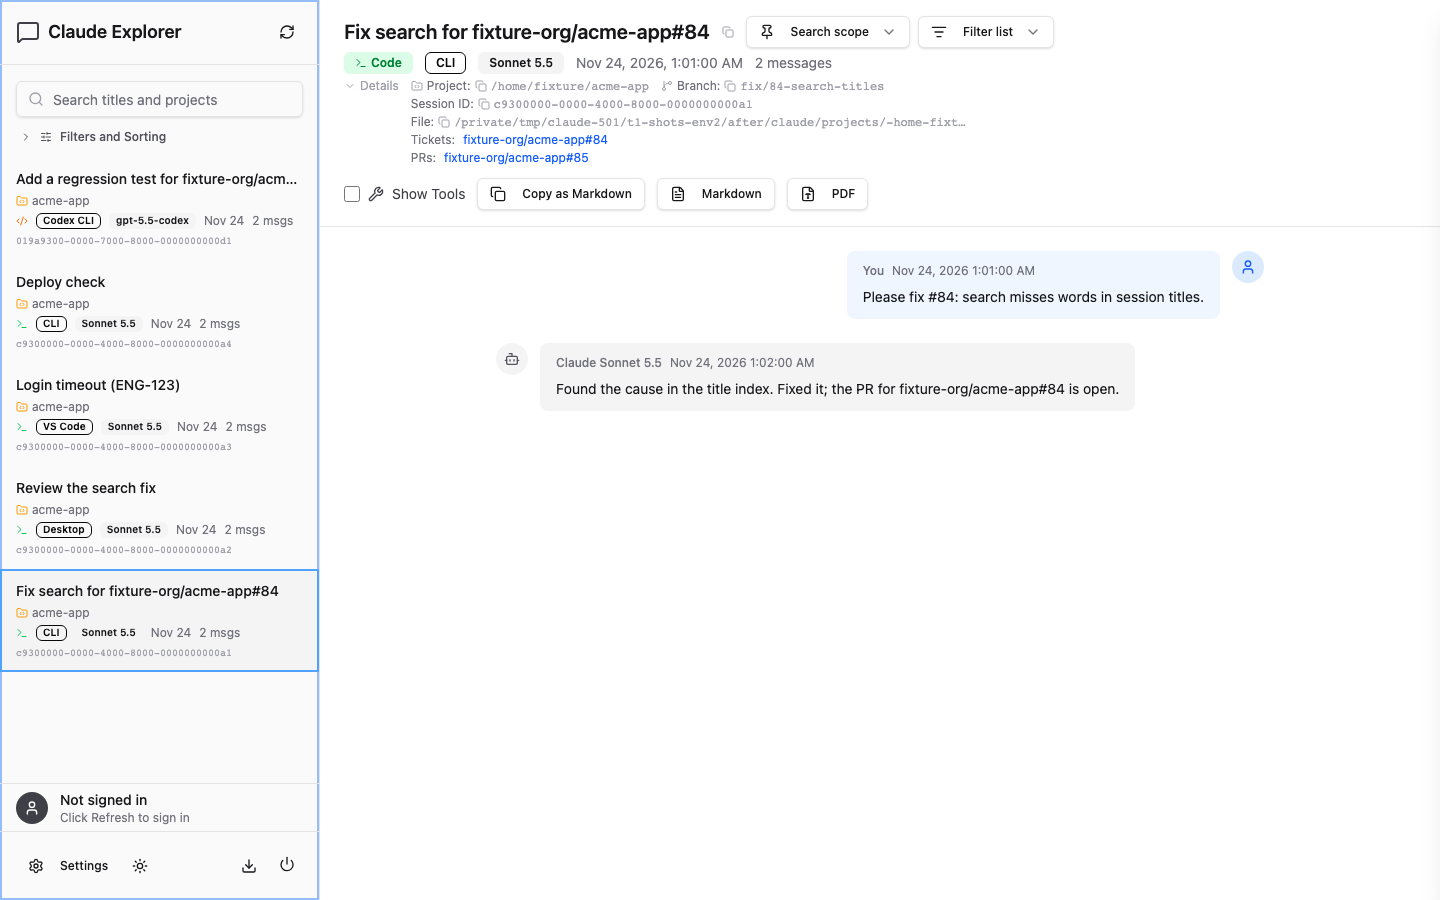 Claude Explorer
Search titles and projects
Filters and Sorting
Add a regression test for fixture-org/acm...
acme-app
Codex CLI gpt-5.5-codex Nov 24 2 msgs
019a9300-0000-7000-8000-0000000000d1
Deploy check
acme-app
CLI Sonnet 5.5 Nov 24 2 msgs
c9300000-0000-4000-8000-0000000000a4
Login timeout (ENG-123)
acme-app
VS Code Sonnet 5.5 Nov 24 2 msgs
c9300000-0000-4000-8000-0000000000a3
Review the search fix
acme-app
Desktop Sonnet 5.5 Nov 24 2 msgs
c9300000-0000-4000-8000-0000000000a2
Fix search for fixture-org/acme-app#84
acme-app
CLI Sonnet 5.5 Nov 24 2 msgs
c9300000-0000-4000-8000-0000000000a1
Not signed in
Click Refresh to sign in
Settings
Fix search for fixture-org/acme-app#84 Search scope Filter list
Code CLI Sonnet 5.5 Nov 24, 2026, 1:01:00 AM 2 messages
Details Project: /home/fixture/acme-app Branch: fix/84-search-titles
Session ID: c9300000-0000-4000-8000-0000000000a1
File: /private/tmp/claude-501/t1-shots-env2/after/claude/projects/-home-fixt…
Tickets: fixture-org/acme-app#84
PRs: fixture-org/acme-app#85
Show Tools Copy as Markdown Markdown PDF
You Nov 24, 2026 1:01:00 AM
Please fix #84: search misses words in session titles.
Claude Sonnet 5.5 Nov 24, 2026 1:02:00 AM
Found the cause in the title index. Fixed it; the PR for fixture-org/acme-app#84 is open.